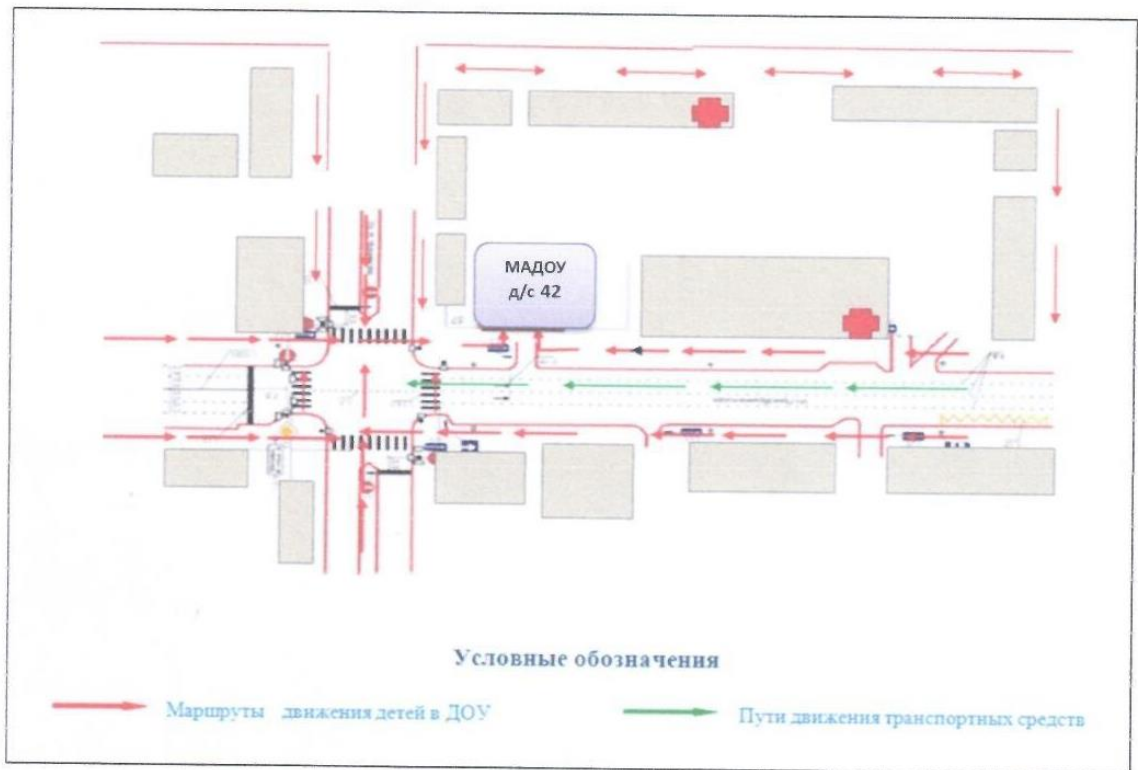 МАДОУ
д/с 42
Условные обозначения
Маршруты движения детей в ДОУ
Пути движения транспортных средств